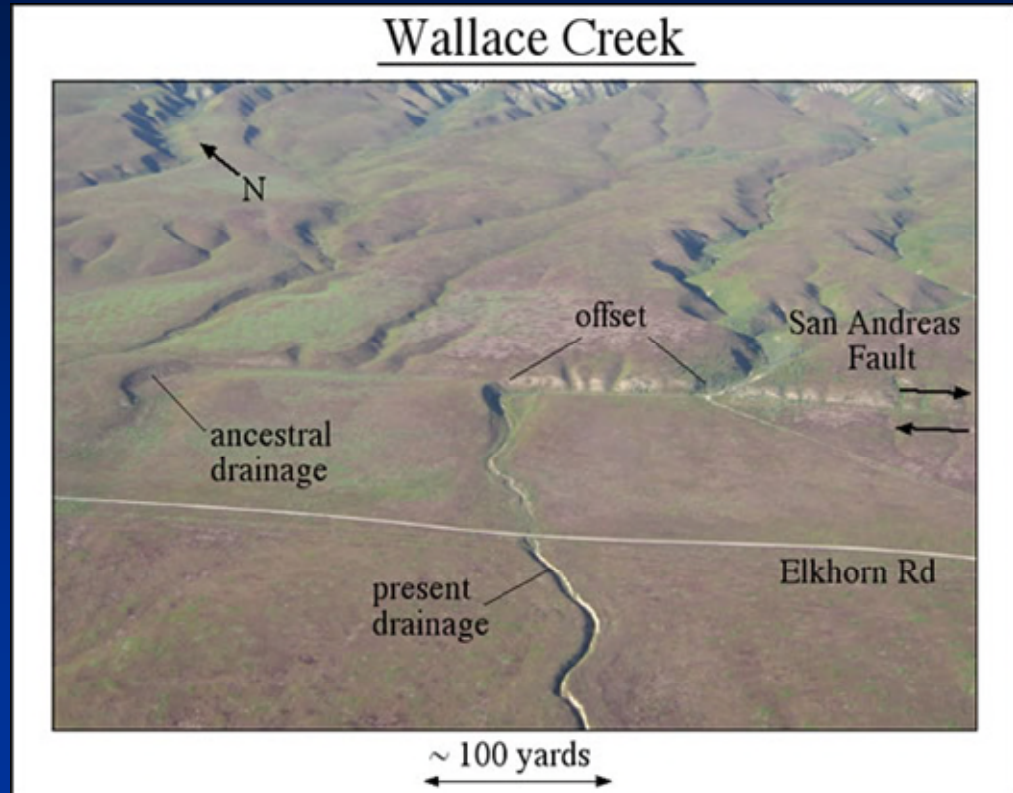 Wallace Creek
N
offset
San Andreas
Fault
ancestral
drainage
Elkhorn Rd
present
drainage
~ 100 yards